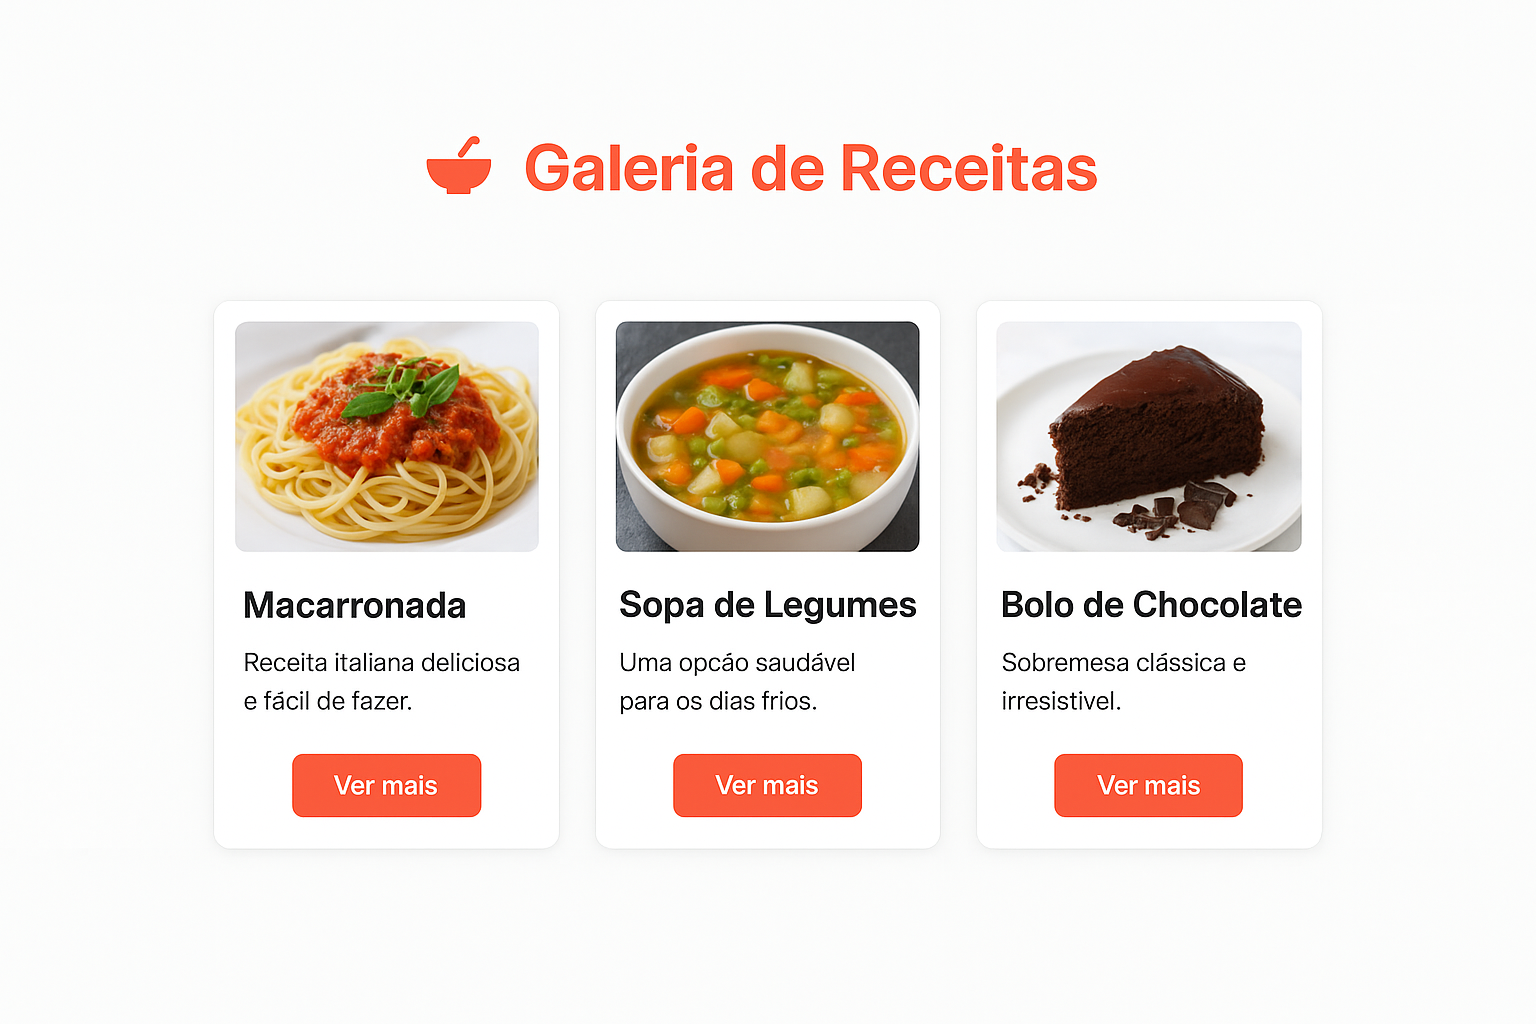 Galeria de Receitas
Macarronada
Receita italiana deliciosa
e fácil de fazer.
Ver mais
Sopa de Legumes
Uma opcáo saudável
para os dias frios.
Ver mais
Bolo de Chocolate
Sobremesa clássica e
irresistivel.
Ver mais